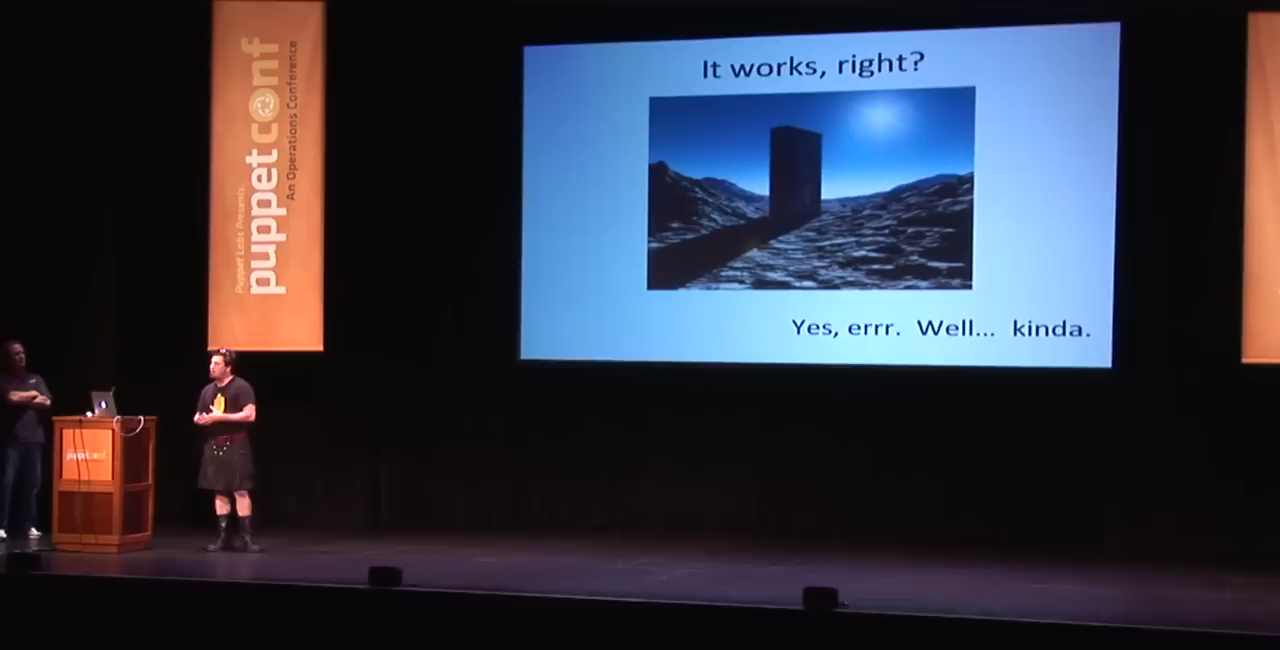 Puppet Labs Presents
puppetconf
An Operations Conference
It works, right?
Yes, errr.  Well...  kinda.
puppetconf